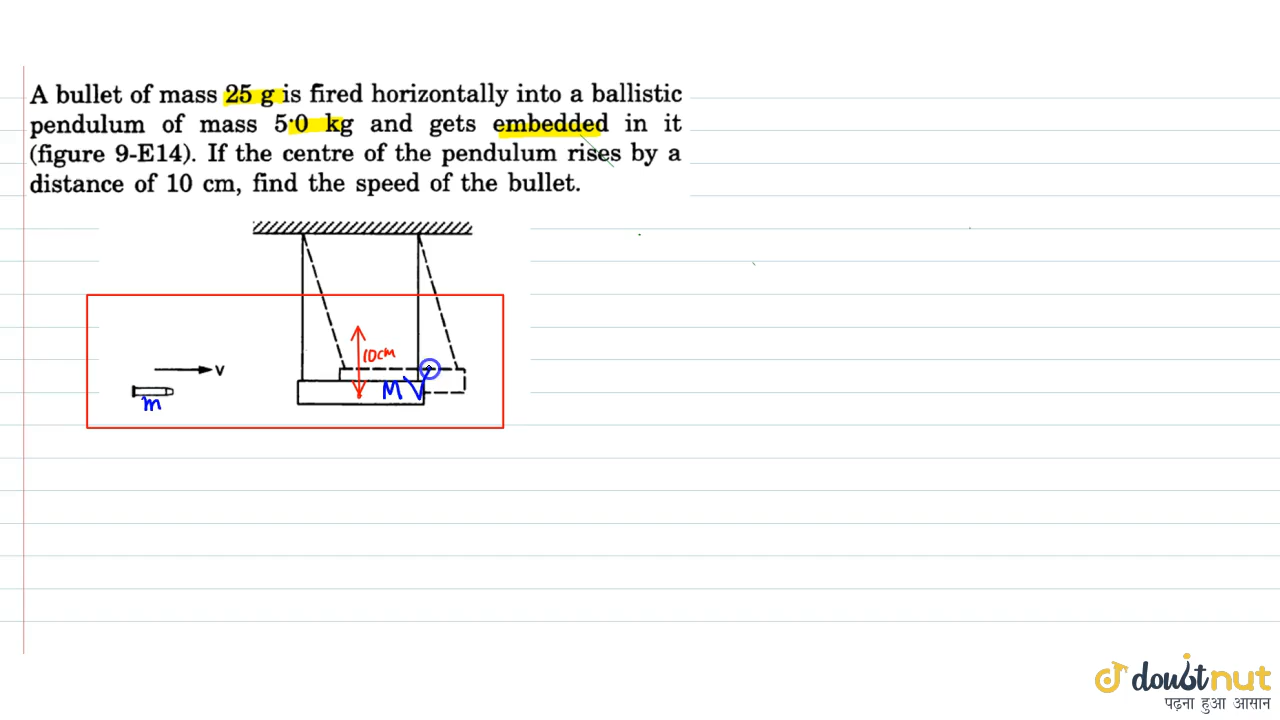 A bullet of mass 25 g is fired horizontally into a ballistic
pendulum of mass 5·0 kg and gets embedded in it
(figure 9-E14). If the centre of the pendulum rises by a
distance of 10 cm, find the speed of the bullet.
10cm
v
m
MV
doubtnut
पढ़ना हुआ आसान